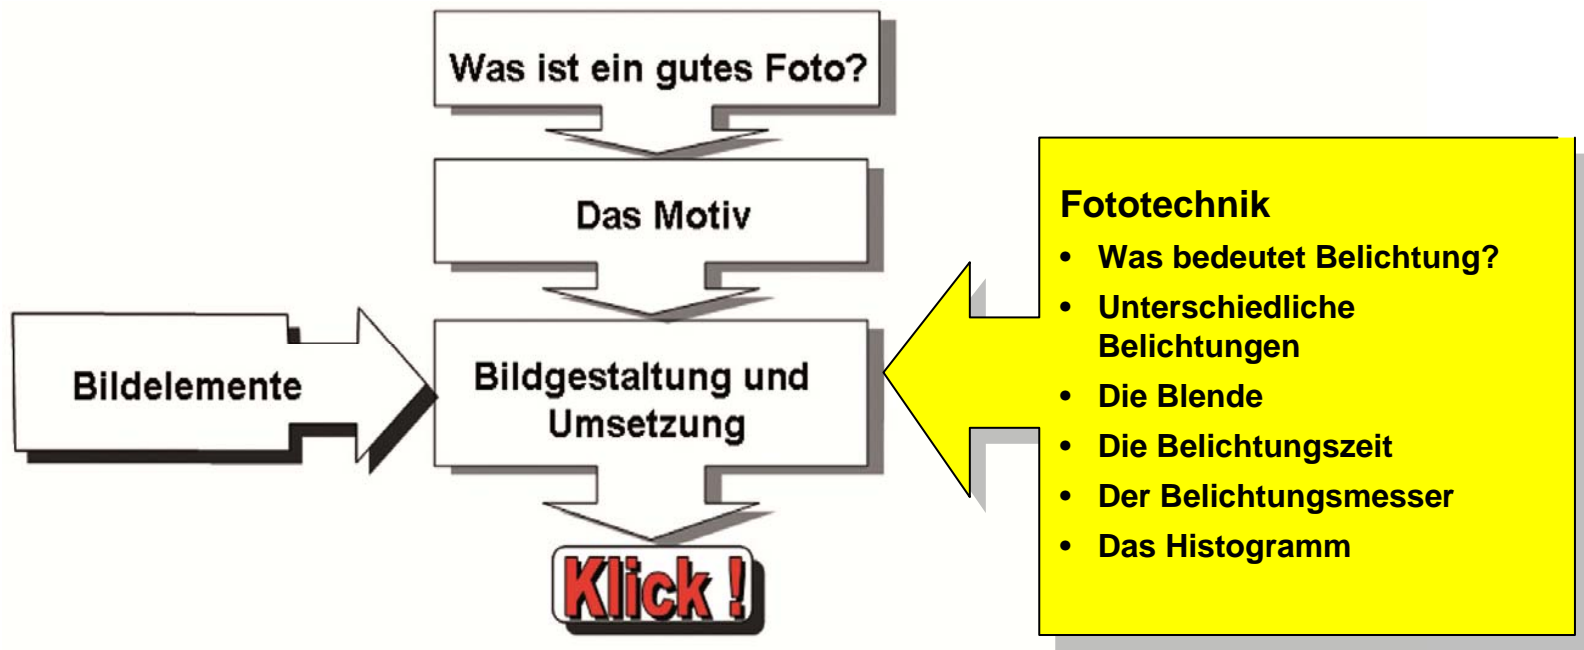 Was ist ein gutes Foto?
Das Motiv
Bildelemente
Bildgestaltung und
Umsetzung
Klick !
Fototechnik
• Was bedeutet Belichtung?
• Unterschiedliche
Belichtungen
• Die Blende
• Die Belichtungszeit
• Der Belichtungsmesser
• Das Histogramm